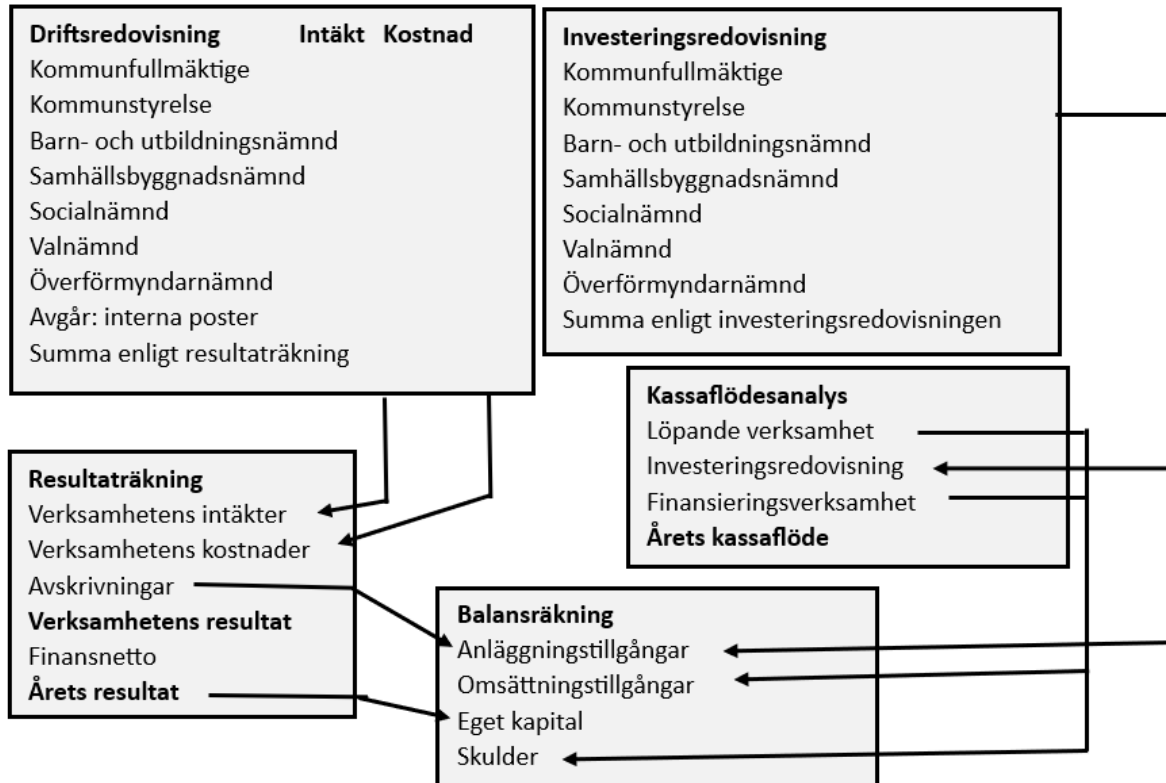 Driftsredovisning Intäkt Kostnad
Kommunfullmäktige
Kommunstyrelse
Barn- och utbildningsnämnd
Samhällsbyggnadsnämnd
Socialnämnd
Valnämnd
Överförmyndarnämnd
Avgår: interna poster
Summa enligt resultaträkning
Investeringsredovisning
Kommunfullmäktige
Kommunstyrelse
Barn- och utbildningsnämnd
Samhällsbyggnadsnämnd
Socialnämnd
Valnämnd
Överförmyndarnämnd
Summa enligt investeringsredovisningen
Kassaflödesanalys
Löpande verksamhet
Investeringsredovisning
Finansieringsverksamhet
Årets kassaflöde
Resultaträkning
Verksamhetens intäkter
Verksamhetens kostnader
Avskrivningar
Verksamhetens resultat
Finansnetto
Årets resultat
Balansräkning
Anläggningstillgångar
Omsättningstillgångar
Eget kapital
Skulder